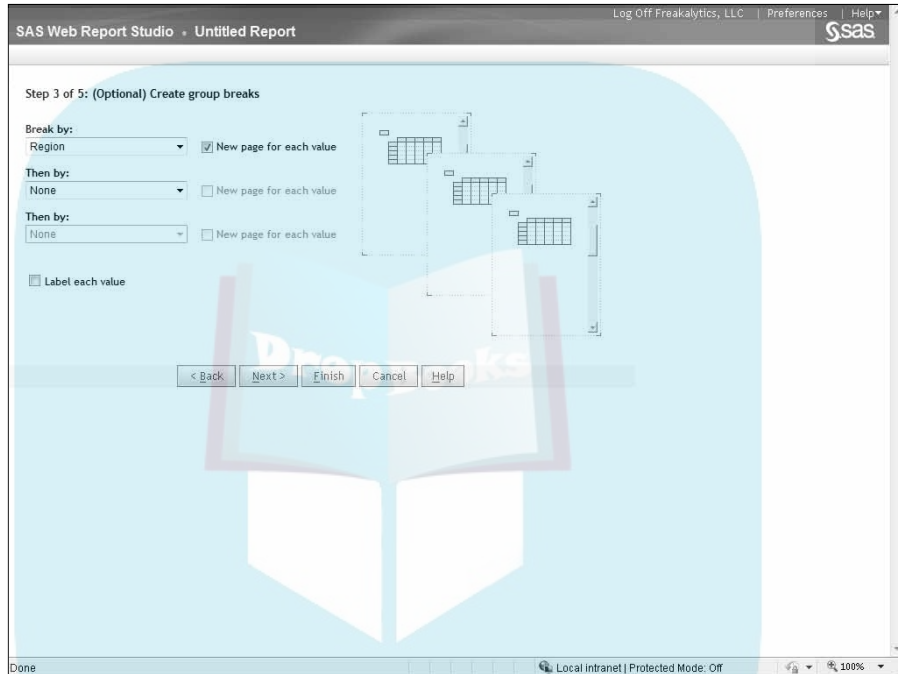 Log Off Freakalytics, LLC | Preferences | Help
SAS Web Report Studio • Untitled Report
sas
Step 3 of 5: (Optional) Create group breaks
Break by:
Region
New page for each value
Then by:
None
New page for each value
Then by:
None
New page for each value
Label each value
DropBooks
< Back
Next >
Finish
Cancel
Help
Done
Local intranet | Protected Mode: Off
100%